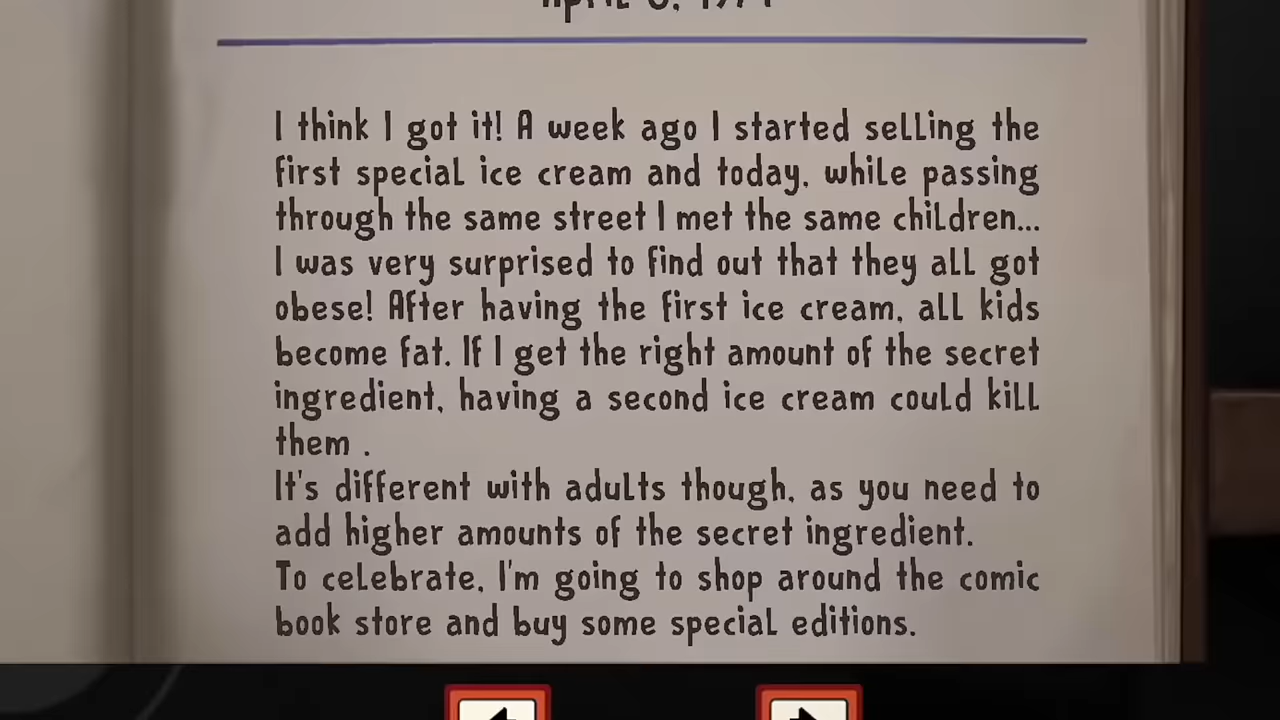 I think I got it! A week ago I started selling the
first special ice cream and today, while passing
through the same street I met the same children...
I was very surprised to find out that they all got
obese! After having the first ice cream, all kids
become fat. If I get the right amount of the secret
ingredient, having a second ice cream could kill
them .
It's different with adults though, as you need to
add higher amounts of the secret ingredient.
To celebrate, I'm going to shop around the comic
book store and buy some special editions.